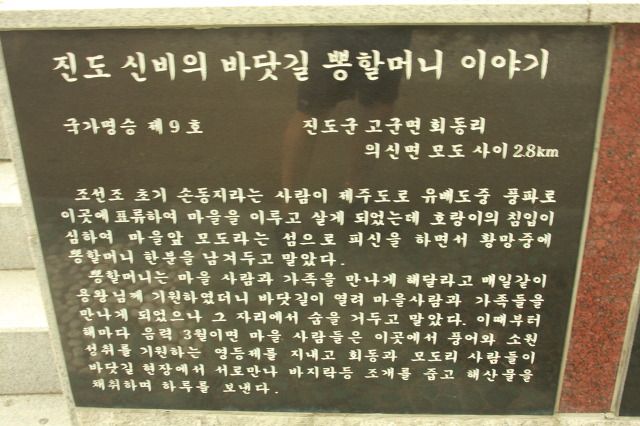 진도 신비의 바닷길 뽕할머니 이야기
국가명승 제9호 진도군 고군면 회동리
의신면 모도 사이 2.8km
조선조 초기 손동지라는 사람이 제주도로 유배도중 풍파로
이곳에 표류하여 마을을 이루고 살게 되었는데 호랑이의 침입이
심하여 마을앞 모도라는 섬으로 피신을 하면서 황망중에
뽕할머니 한분을 남겨두고 말았다.
뽕할머니는 마을 사람과 가족을 만나게 해달라고 매일같이
용왕님께 기원하였더니 바닷길이 열려 마을사람과 가족들을
만나게 되었으나 그 자리에서 숨을 거두고 말았다. 이때부터
해마다 음력 3월이면 마을 사람들은 이곳에서 풍어와 소원
성취를 기원하는 영등제를 지내고 회동과 모도리 사람들이
바닷길 현장에서 서로만나 바지락등 조개를 줍고 해산물을
채취하며 하루를 보낸다.